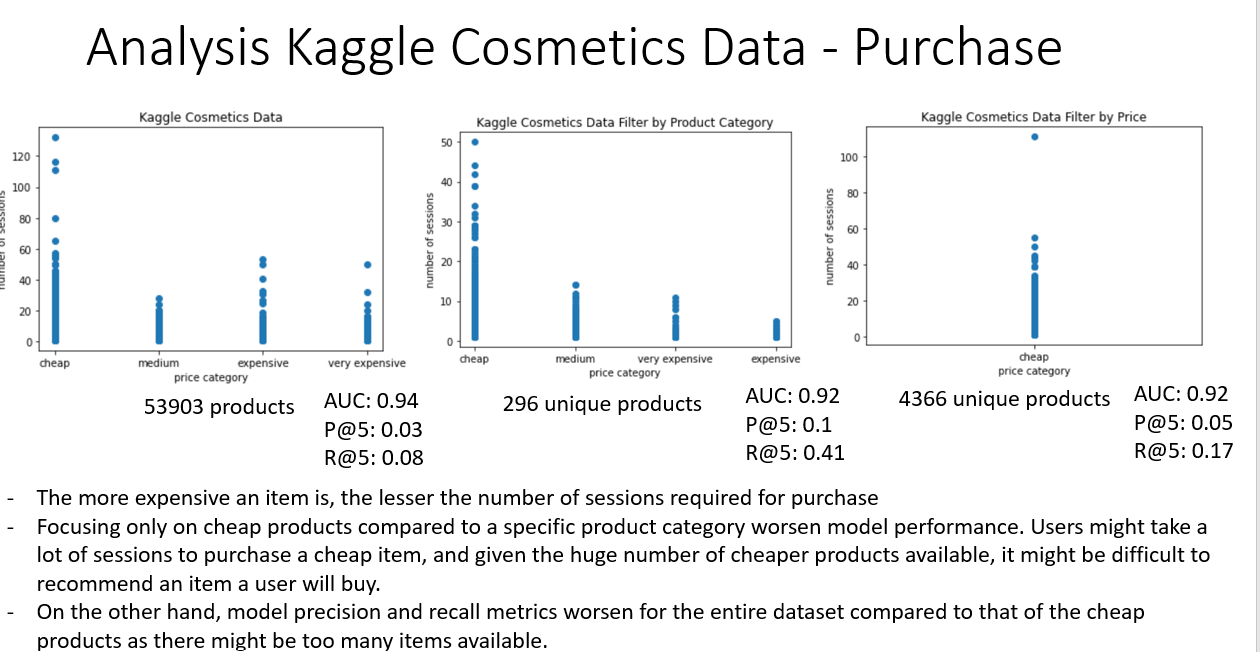 Analysis Kaggle Cosmetics Data - Purchase
Kaggle Cosmetics Data
number of sessions
120
100
80
60
40
20
0
cheap medium expensive very expensive
price category
53903 products
AUC: 0.94
P@5: 0.03
R@5: 0.08
Kaggle Cosmetics Data Filter by Product Category
number of sessions
50
40
30
20
10
0
cheap medium very expensive expensive
price category
296 unique products
AUC: 0.92
P@5: 0.1
R@5: 0.41
Kaggle Cosmetics Data Filter by Price
number of sessions
100
80
60
40
20
0
cheap
price category
4366 unique products
AUC: 0.92
P@5: 0.05
R@5: 0.17
- The more expensive an item is, the lesser the number of sessions required for purchase
- Focusing only on cheap products compared to a specific product category worsen model performance. Users might take a
lot of sessions to purchase a cheap item, and given the huge number of cheaper products available, it might be difficult to
recommend an item a user will buy.
- On the other hand, model precision and recall metrics worsen for the entire dataset compared to that of the cheap
products as there might be too many items available.